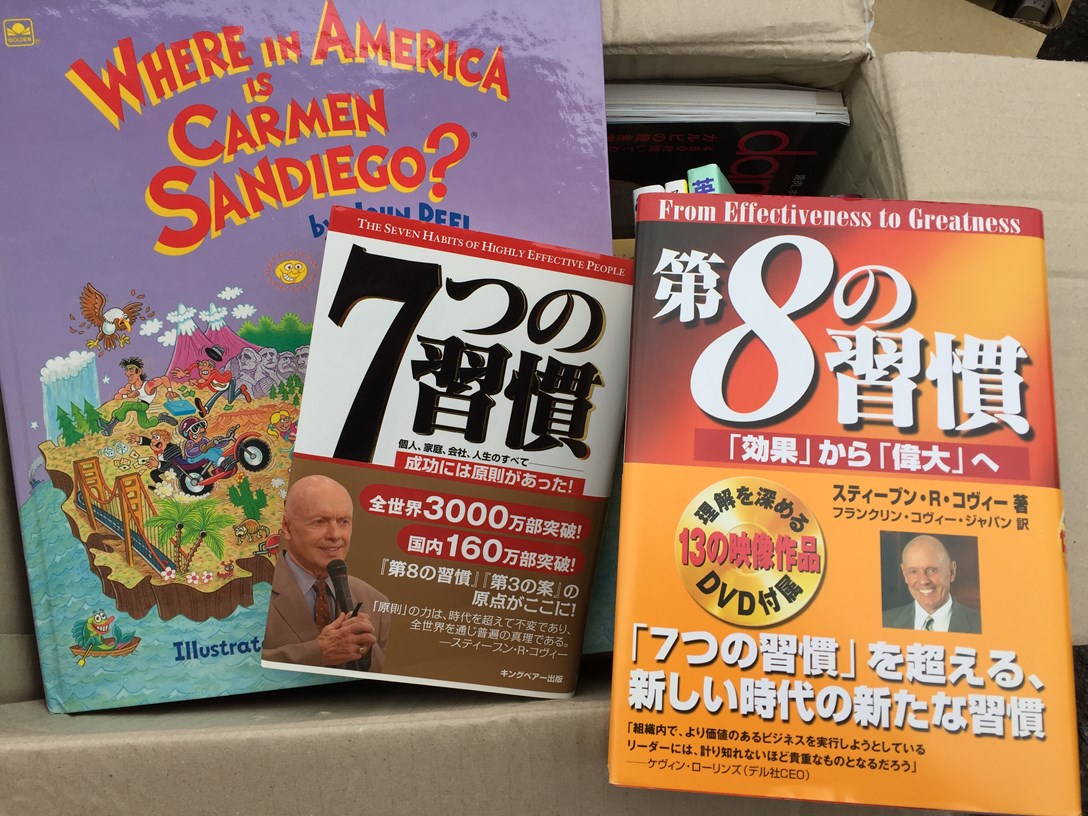 GOLDEN
WHERE IN AMERICA
IS
CARMEN
SANDIEGO?®
by JOHN PEEL
Illustrat
THE SEVEN HABITS OF HIGHLY EFFECTIVE PEOPLE
7つの
習慣
個人、家庭、会社、人生のすべて
成功には原則があった!
全世界3000万部突破!
国内160万部突破!
『第8の習慣』『第3の案』の
原点がここに!
「原則」の力は、時代を超えて不変であり、
全世界を通じ普遍の真理である。
—スティーブン・R・コヴィー
キングベアー出版
英
dan
From Effectiveness to Greatness
第8の
習慣
「効果」から「偉大」へ
スティーブン・R・コヴィー 著
フランクリン・コヴィー・ジャパン 訳
理解を深める
13の映像作品
DVD付属
「7つの習慣」を超える、
新しい時代の新たな習慣
「組織内で、より価値のあるビジネスを実行しようとしている
リーダーには、計り知れないほど貴重なものとなるだろう」
——ケヴィン・ローリンズ(デル社CEO)